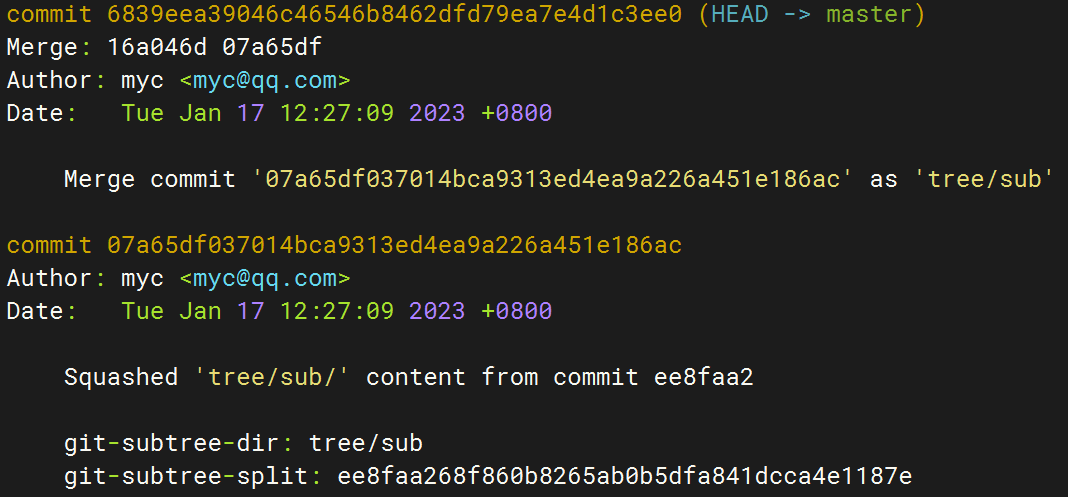 commit 6839eea39046c46546b8462dfd79ea7e4d1c3ee0 (HEAD -> master)
Merge: 16a046d 07a65df
Author: myc <myc@qq.com>
Date:   Tue Jan 17 12:27:09 2023 +0800
    Merge commit '07a65df037014bca9313ed4ea9a226a451e186ac' as 'tree/sub'
commit 07a65df037014bca9313ed4ea9a226a451e186ac
Author: myc <myc@qq.com>
Date:   Tue Jan 17 12:27:09 2023 +0800
    Squashed 'tree/sub/' content from commit ee8faa2
    git-subtree-dir: tree/sub
    git-subtree-split: ee8faa268f860b8265ab0b5dfa841dcca4e1187e